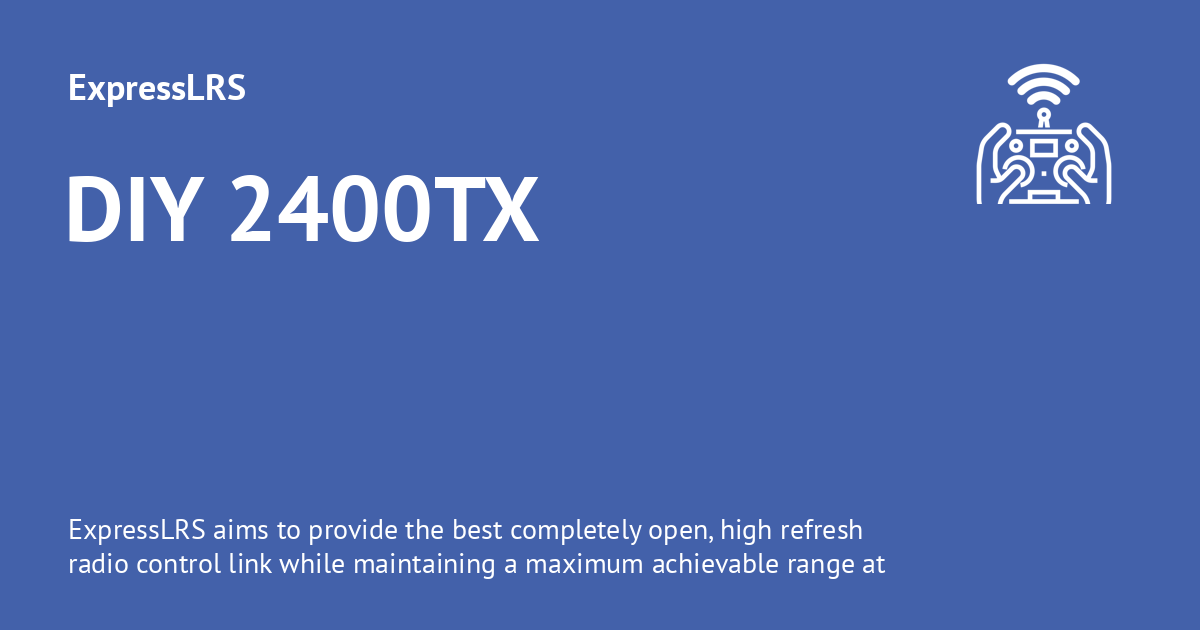 ExpressLRS
DIY 2400TX
ExpressLRS aims to provide the best completely open, high refresh
radio control link while maintaining a maximum achievable range at